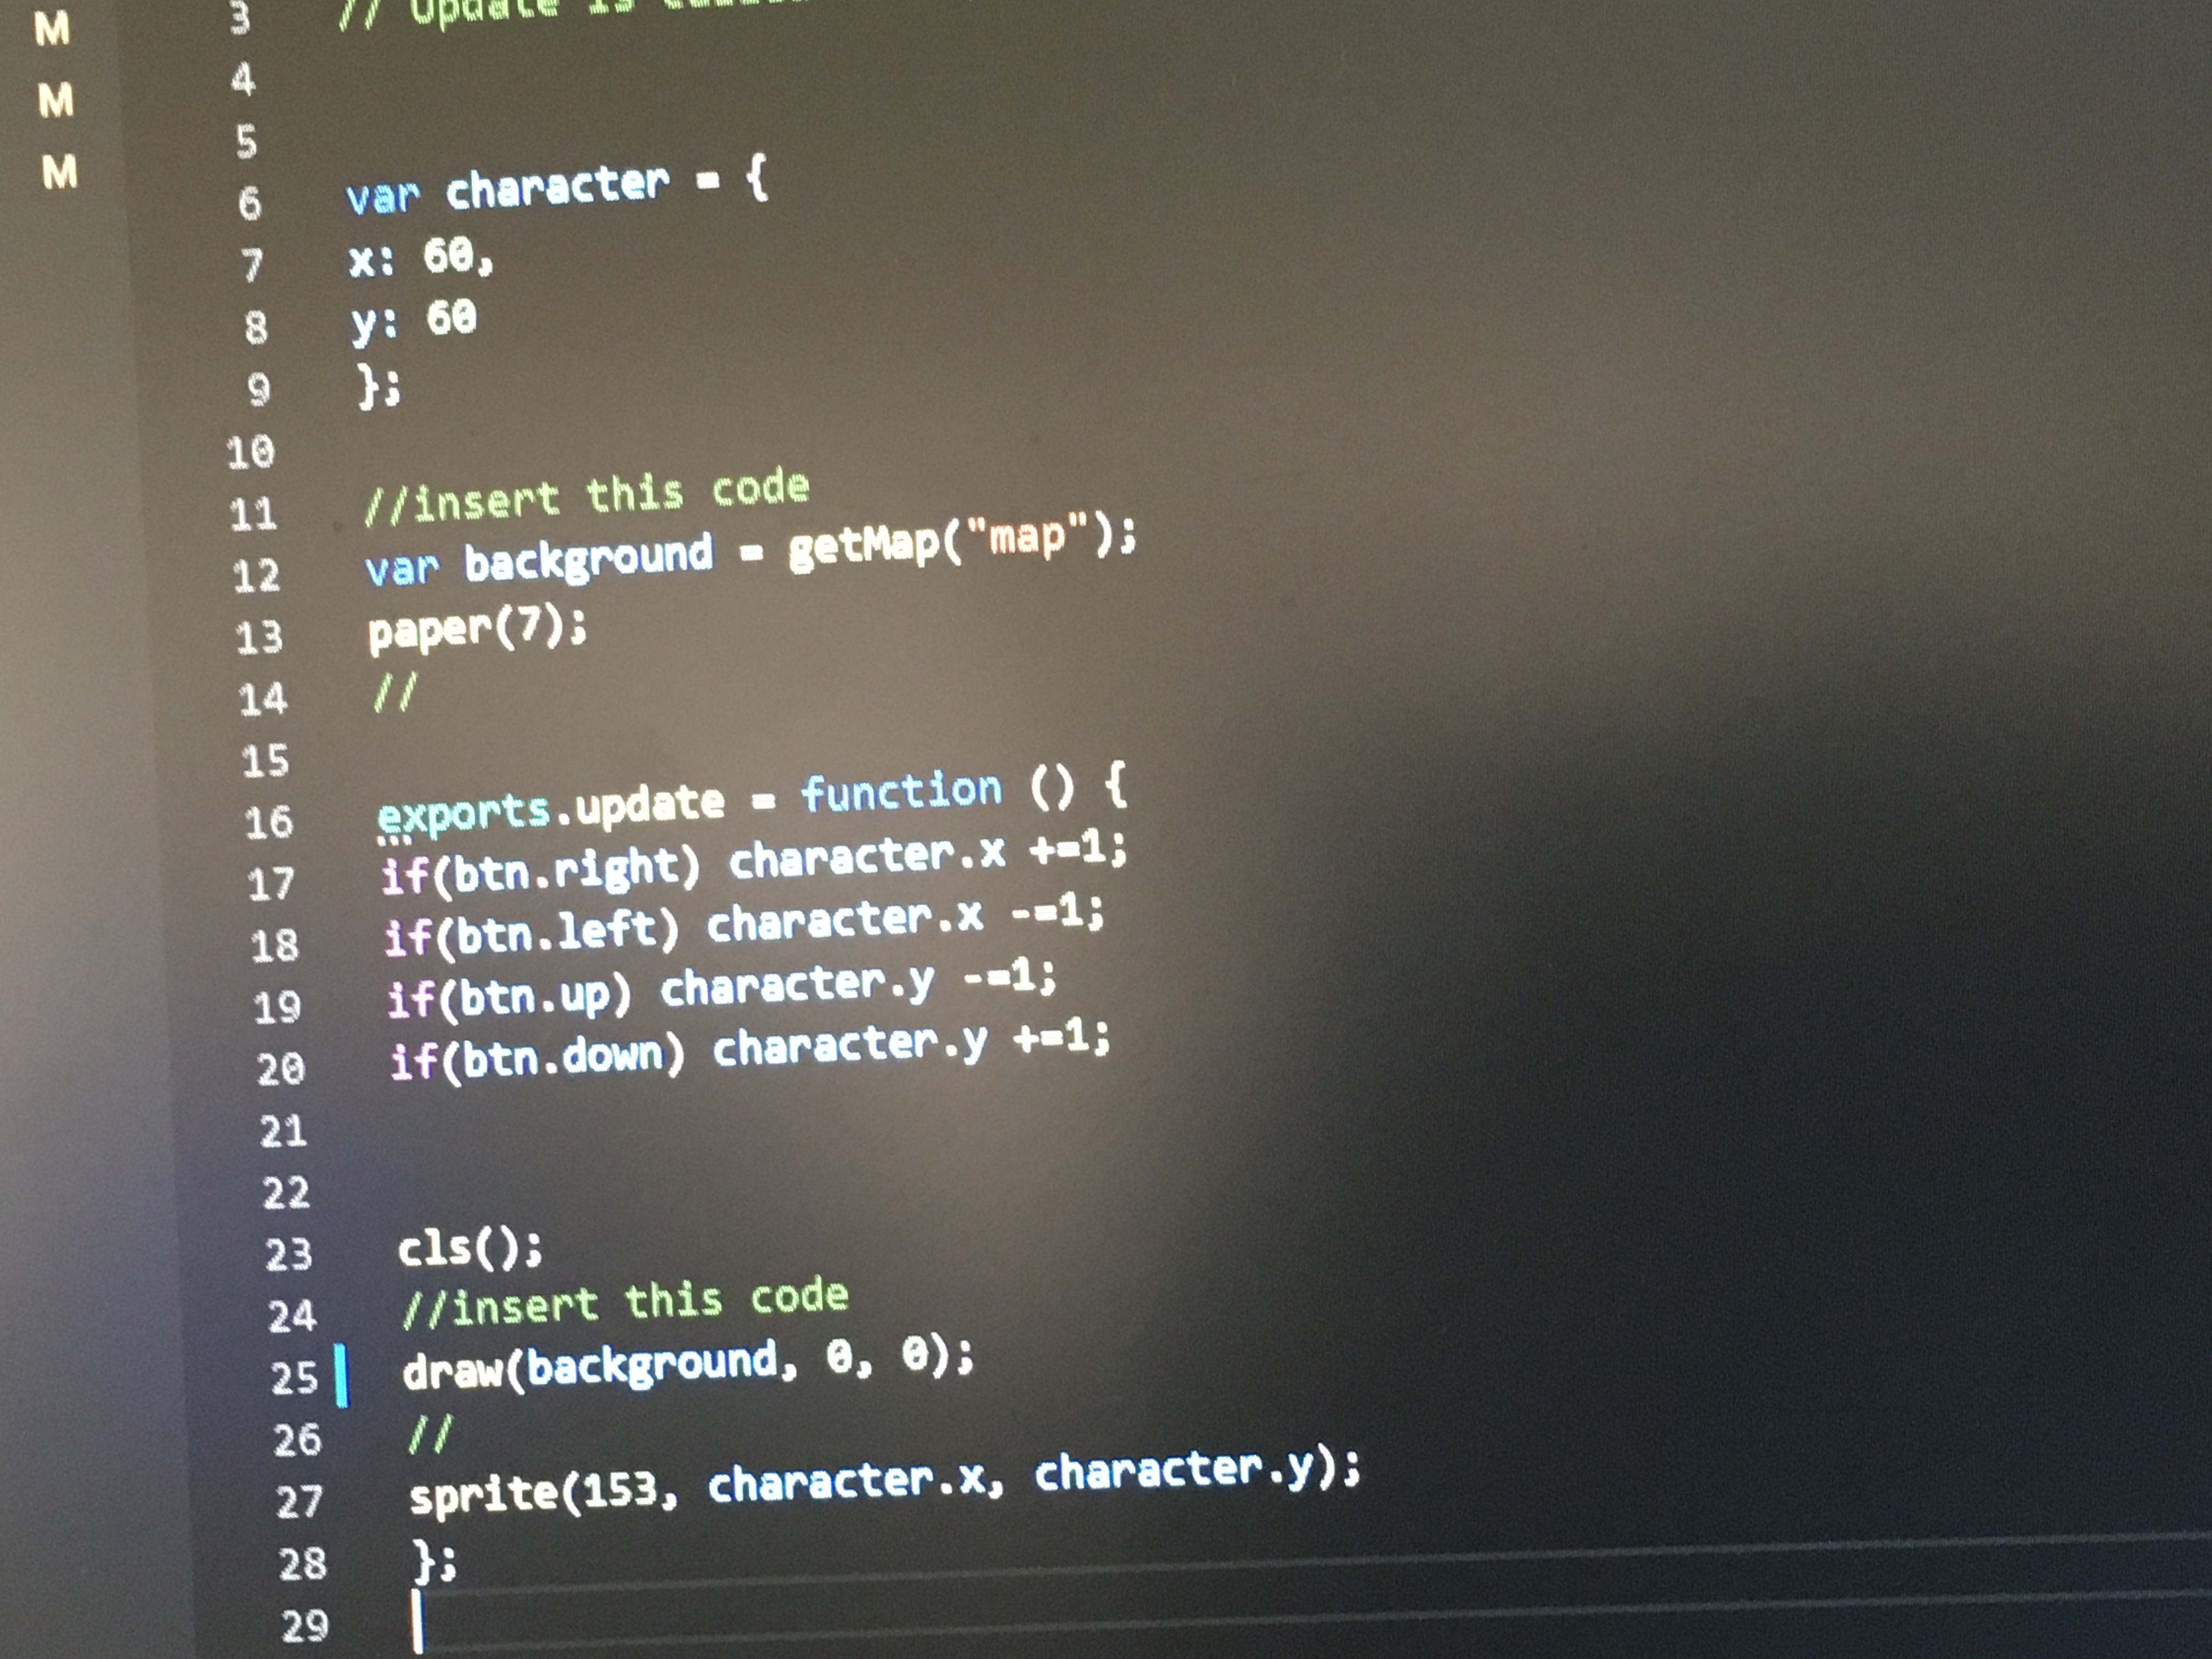 M
M
M
3 // Update is
4
5
6 var character = {
7 x: 60,
8 y: 60
9 };
10
11 //insert this code
12 var background = getMap("map");
13 paper(7);
14 //
15
16 exports.update = function () {
17 if(btn.right) character.x +=1;
18 if(btn.left) character.x -=1;
19 if(btn.up) character.y -=1;
20 if(btn.down) character.y +=1;
21
22
23 cls();
24 //insert this code
25 draw(background, 0, 0);
26 //
27 sprite(153, character.x, character.y);
28 };
29